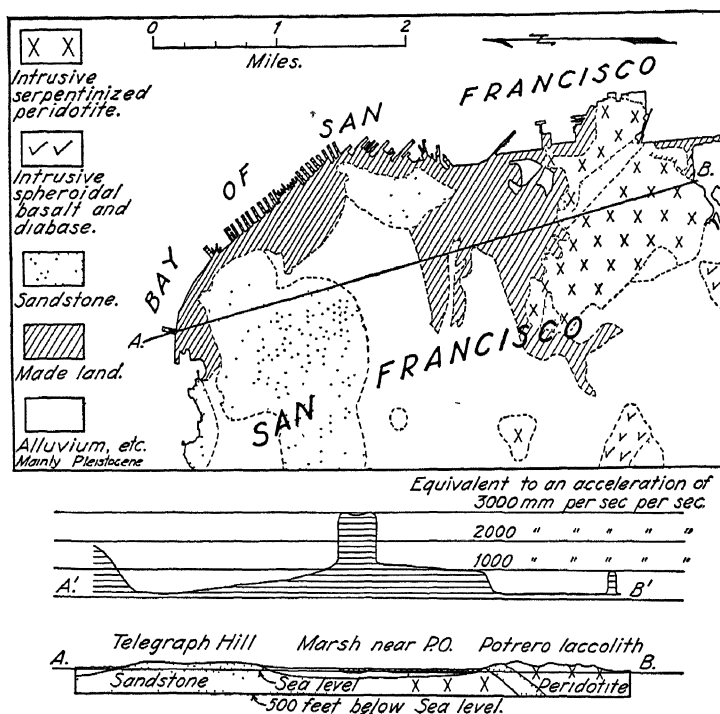 0 1 2
Miles.
X X
Intrusive
serpentinized
peridotite.
Intrusive
spheroidal
basalt and
diabase.
Sandstone.
Made land.
Alluvium, etc.
Mainly Pleistocene
BAY OF SAN FRANCISCO
A.
B.
SAN FRANCISCO
Equivalent to an acceleration of
3000 mm per sec per sec.
2000 " " " " "
1000 " " " " "
A'.
B'
Telegraph Hill Marsh near P.O. Potrero laccolith
A.
B.
Sandstone Sea level Peridotite
500 feet below Sea level.